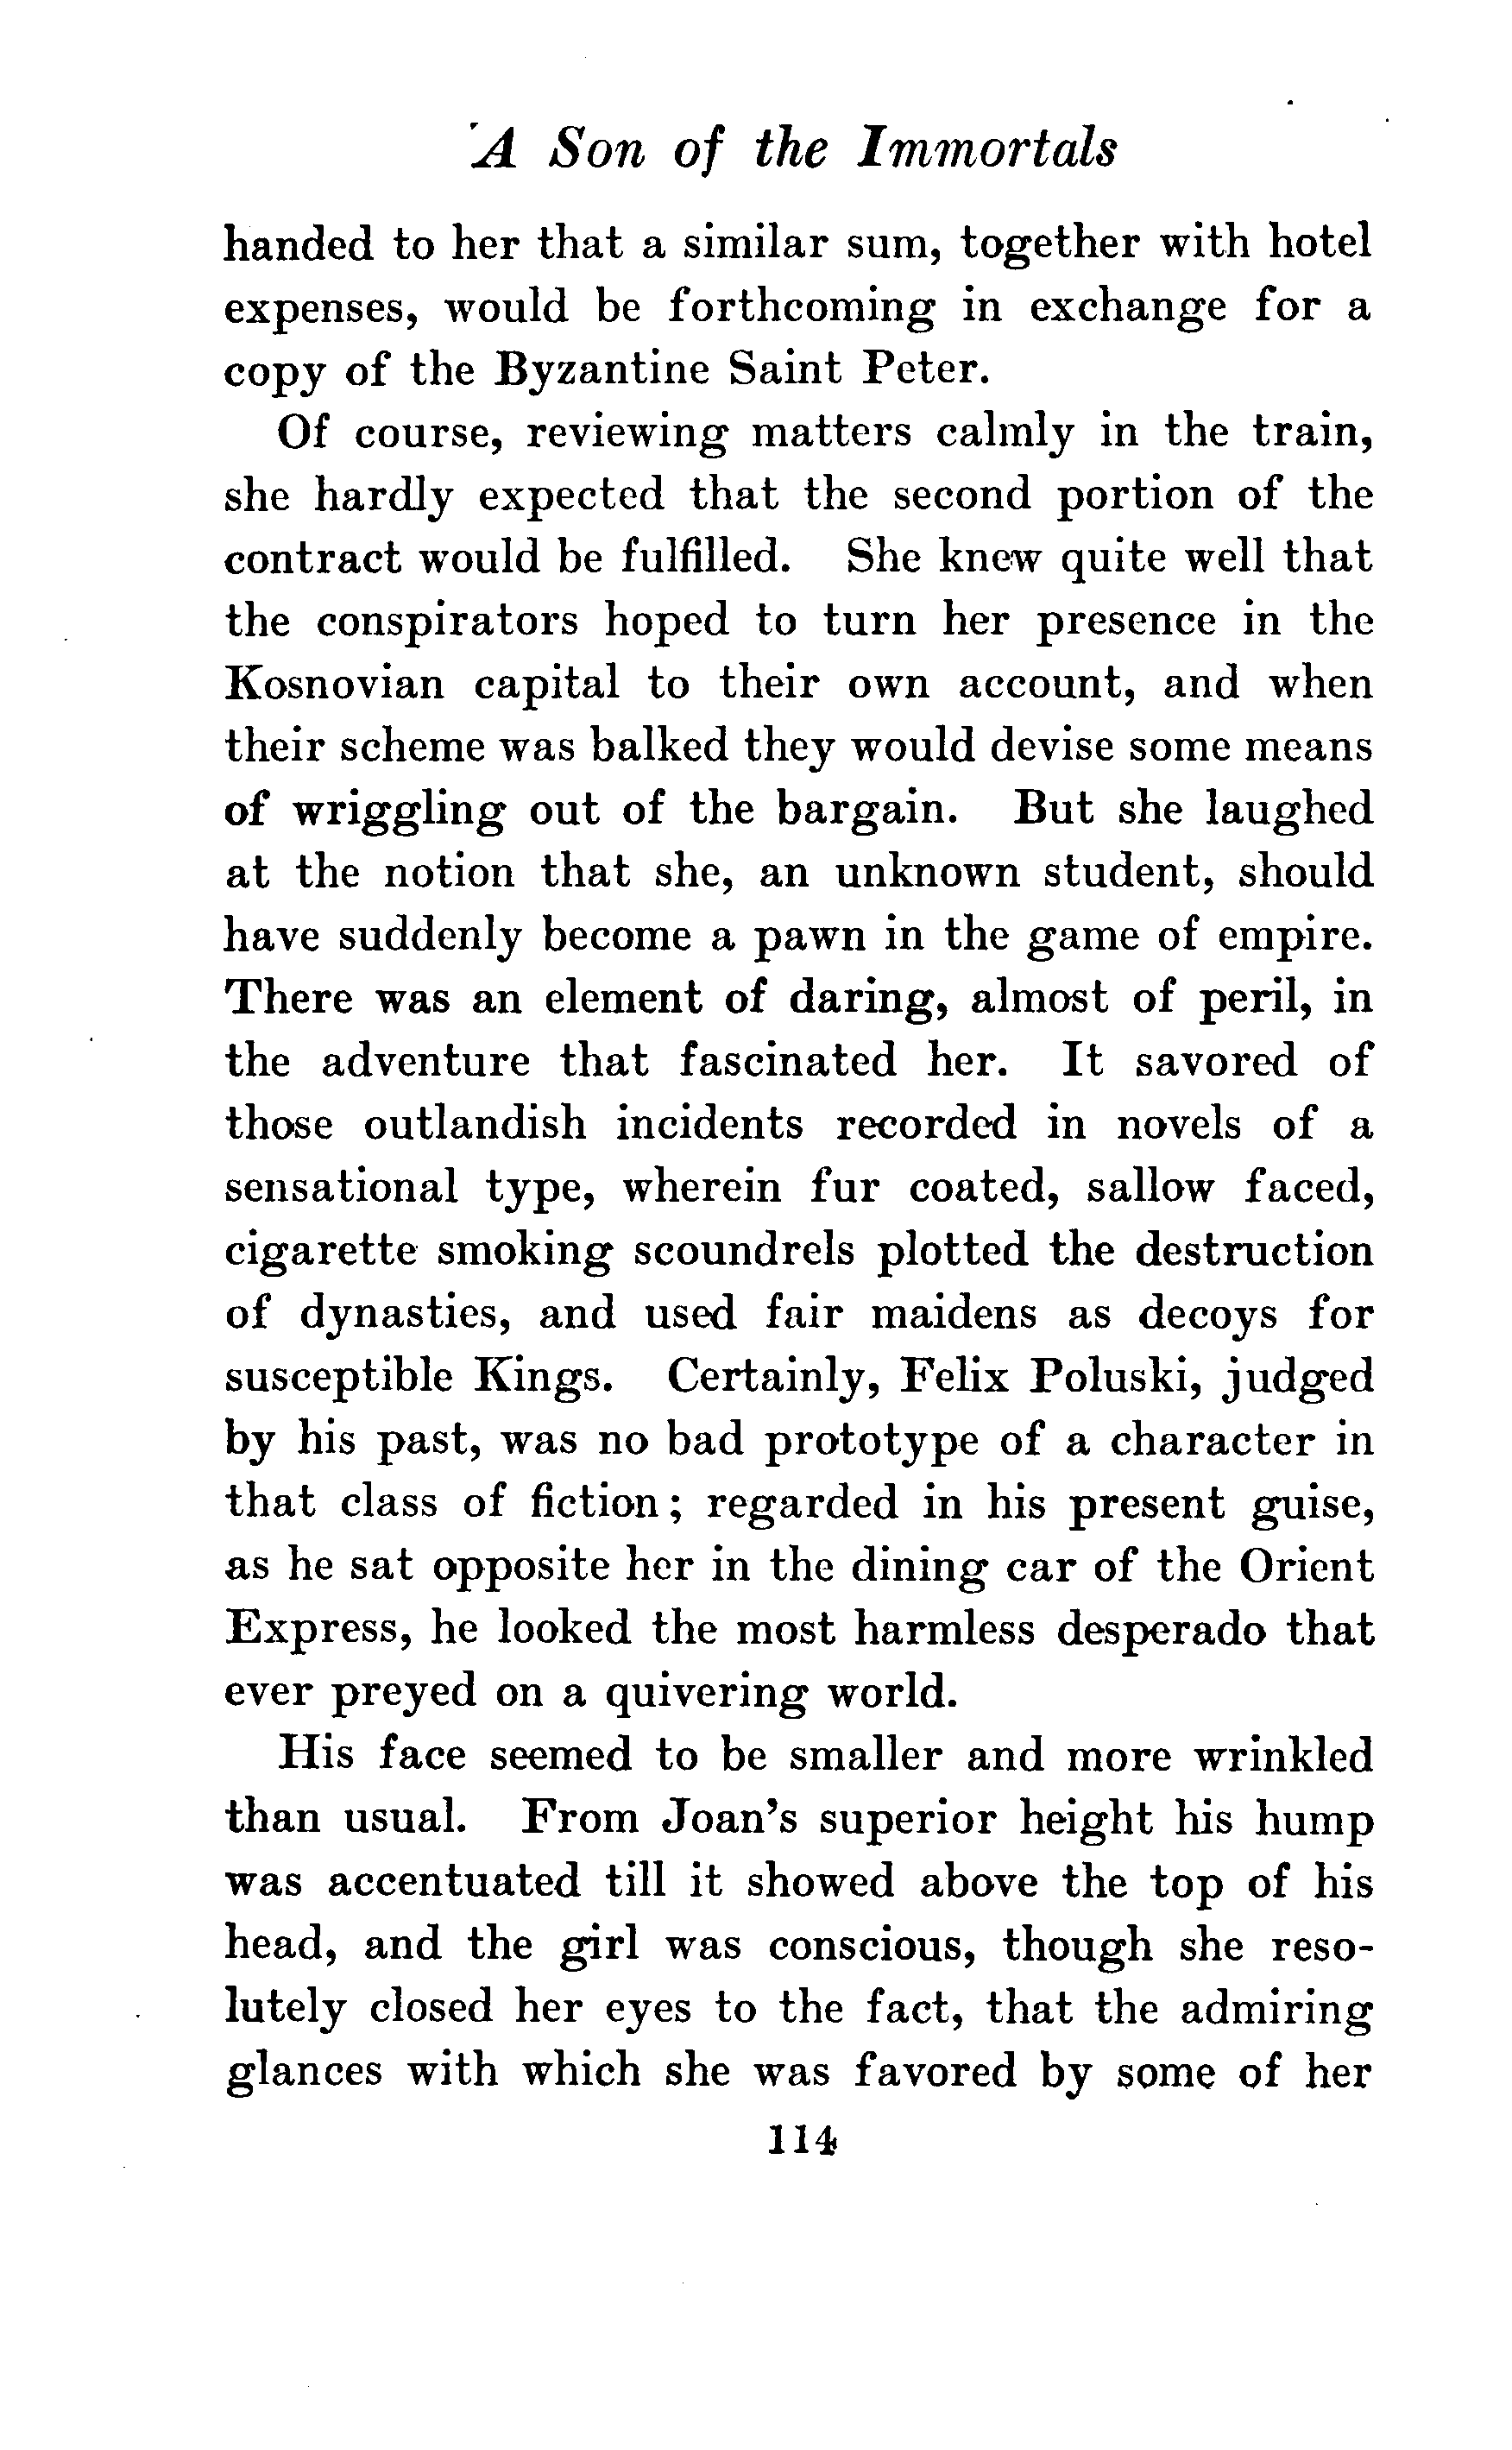 A Son of the Immortals
handed to her that a similar sum, together with hotel
expenses, would be forthcoming in exchange for a
copy of the Byzantine Saint Peter.
Of course, reviewing matters calmly in the train,
she hardly expected that the second portion of the
contract would be fulfilled. She knew quite well that
the conspirators hoped to turn her presence in the
Kosnovian capital to their own account, and when
their scheme was balked they would devise some means
of wriggling out of the bargain. But she laughed
at the notion that she, an unknown student, should
have suddenly become a pawn in the game of empire.
There was an element of daring, almost of peril, in
the adventure that fascinated her. It savored of
those outlandish incidents recorded in novels of a
sensational type, wherein fur coated, sallow faced,
cigarette smoking scoundrels plotted the destruction
of dynasties, and used fair maidens as decoys for
susceptible Kings. Certainly, Felix Poluski, judged
by his past, was no bad prototype of a character in
that class of fiction; regarded in his present guise,
as he sat opposite her in the dining car of the Orient
Express, he looked the most harmless desperado that
ever preyed on a quivering world.
His face seemed to be smaller and more wrinkled
than usual. From Joan's superior height his hump
was accentuated till it showed above the top of his
head, and the girl was conscious, though she reso-
lutely closed her eyes to the fact, that the admiring
glances with which she was favored by some of her
114